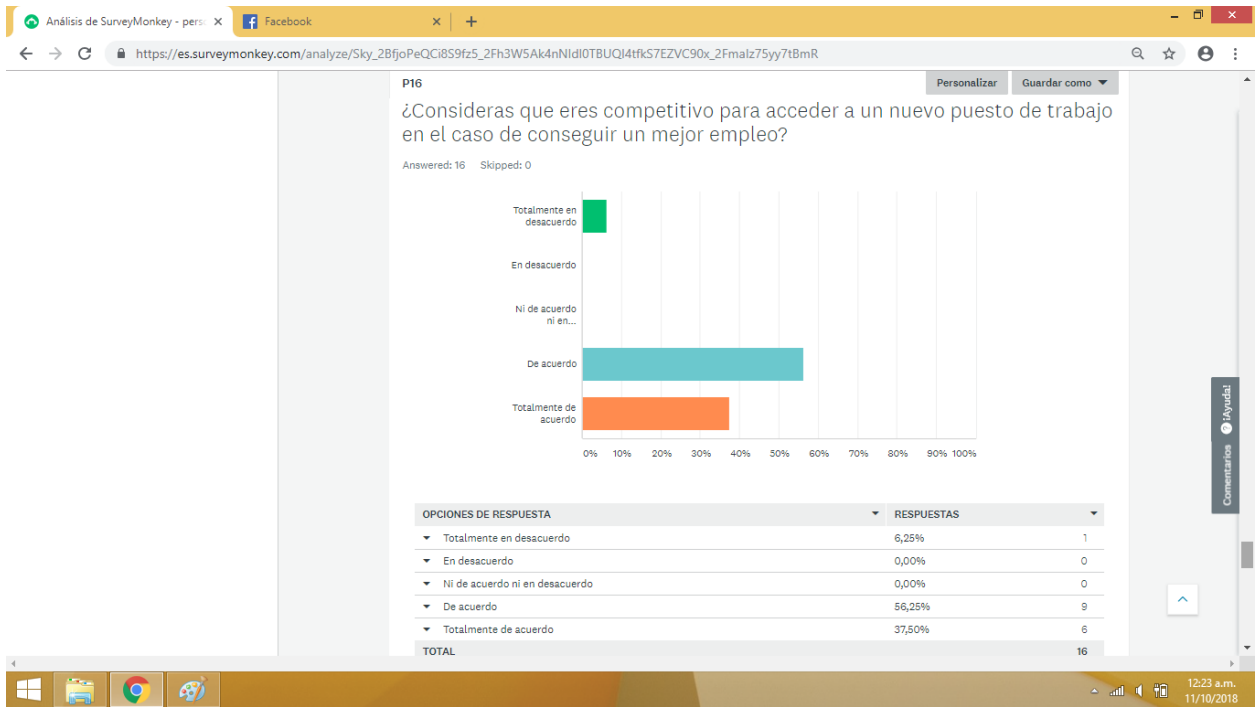 Análisis de SurveyMonkey - pers
Facebook
https://es.surveymonkey.com/analyze/Sky_2BfjoPeQCi8S9fz5_2Fh3W5Ak4nNIdI0TBUQI4tfkS7EZVC90x_2Fmalz75yy7tBmR
P16
Personalizar Guardar como
¿Consideras que eres competitivo para acceder a un nuevo puesto de trabajo
en el caso de conseguir un mejor empleo?
Answered: 16 Skipped: 0
Totalmente en
desacuerdo
En desacuerdo
Ni de acuerdo
ni en...
De acuerdo
Totalmente de
acuerdo
0% 10% 20% 30% 40% 50% 60% 70% 80% 90% 100%
OPCIONES DE RESPUESTA RESPUESTAS
Totalmente en desacuerdo 6,25% 1
En desacuerdo 0,00% 0
Ni de acuerdo ni en desacuerdo 0,00% 0
De acuerdo 56,25% 9
Totalmente de acuerdo 37,50% 6
TOTAL 16
Comentarios ¡Ayuda!
12:23 a.m.
11/10/2018